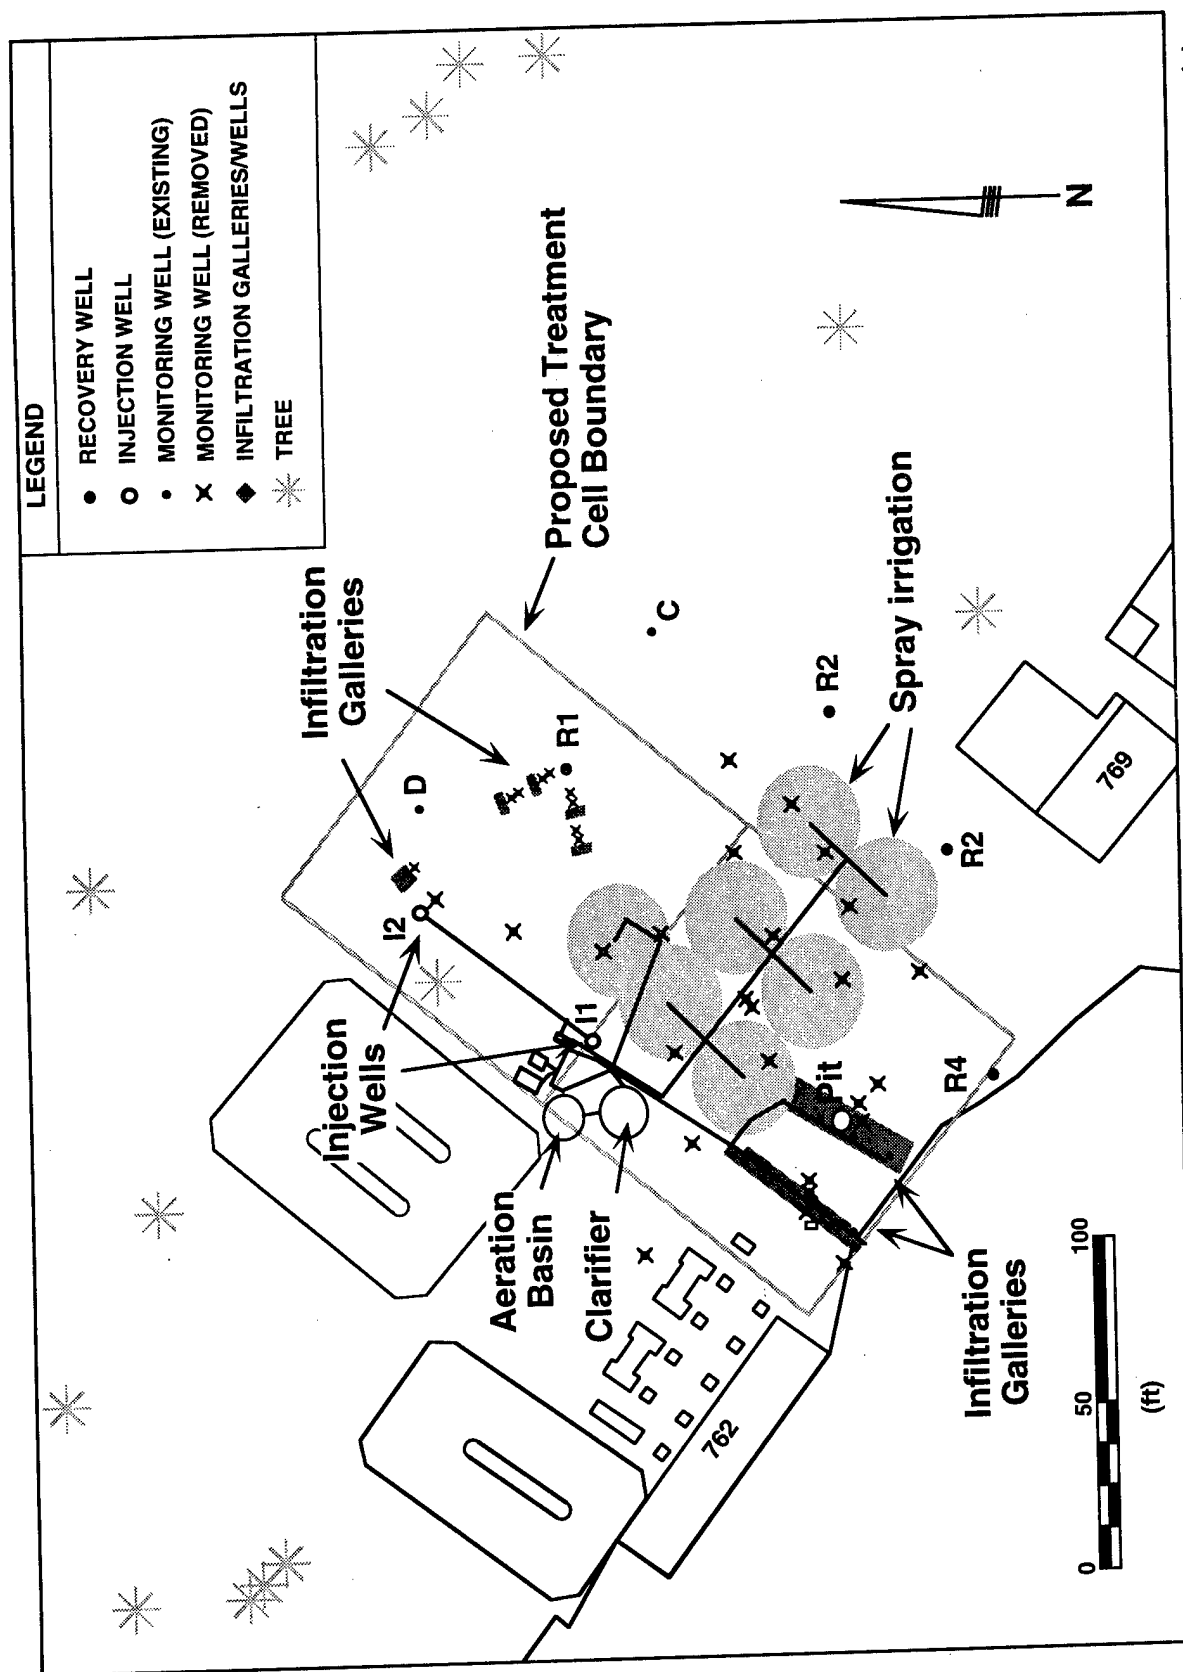 LEGEND
RECOVERY WELL
INJECTION WELL
MONITORING WELL (EXISTING)
MONITORING WELL (REMOVED)
INFILTRATION GALLERIES/WELLS
TREE
Injection
Wells
I2
I1
Infiltration
Galleries
D
R1
Proposed Treatment
Cell Boundary
C
Aeration
Basin
Clarifier
R2
Spray irrigation
R2
Pit
R4
762
769
Infiltration
Galleries
0
50
100
(ft)
N